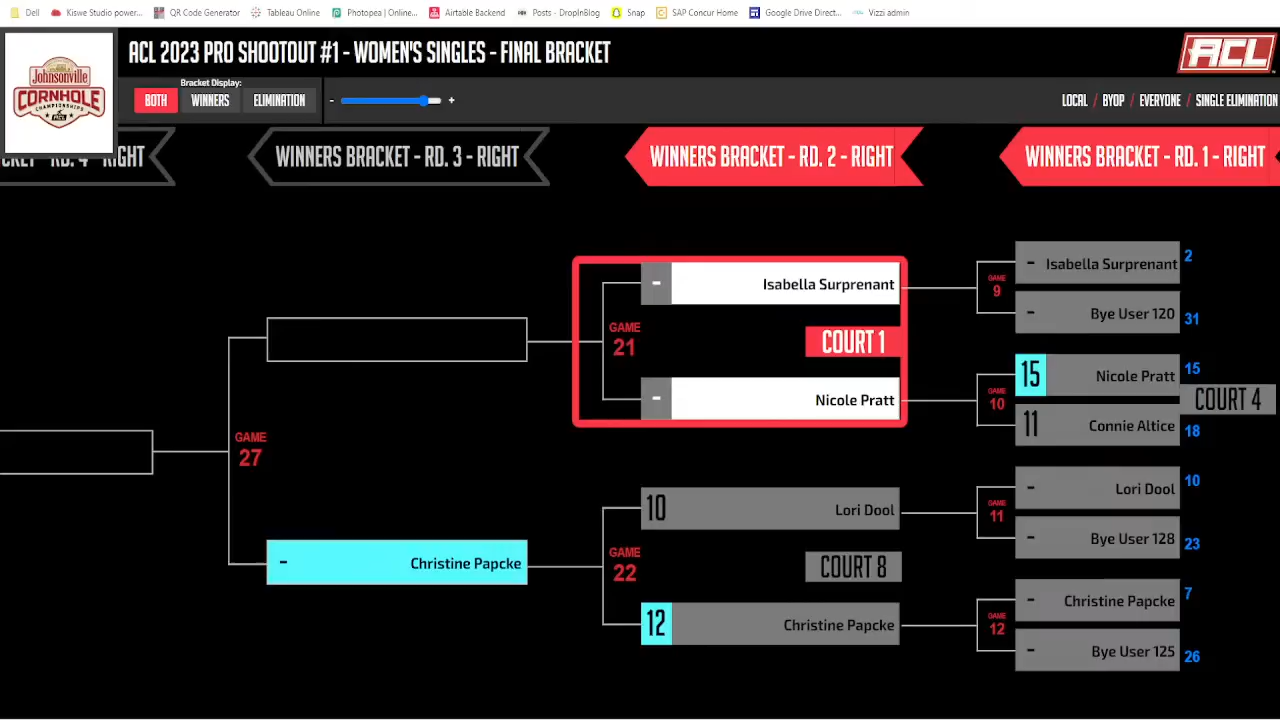 Dell
Kiswe Studio power...
QR Code Generator
Tableau Online
Photopea | Online...
Airtable Backend
Posts - DropInBlog
Snap
SAP Concur Home
Google Drive Direct...
Vizzi admin
Johnsonville
CORNHOLE
CHAMPIONSHIPS
ACL
ACL 2023 PRO SHOOTOUT #1 - WOMEN'S SINGLES - FINAL BRACKET
ACL
Bracket Display:
BOTH
WINNERS
ELIMINATION
- +
LOCAL / BYOP / EVERYONE / SINGLE ELIMINATION
RD. 4 - RIGHT
WINNERS BRACKET - RD. 3 - RIGHT
WINNERS BRACKET - RD. 2 - RIGHT
WINNERS BRACKET - RD. 1 - RIGHT
GAME
27
- Christine Papcke
- Isabella Surprenant
GAME
21
COURT 1
- Nicole Pratt
10 Lori Dool
GAME
22
COURT 8
12 Christine Papcke
- Isabella Surprenant 2
GAME
9
- Bye User 120 31
15 Nicole Pratt 15
GAME
10
COURT 4
11 Connie Altice 18
- Lori Dool 10
GAME
11
- Bye User 128 23
- Christine Papcke 7
GAME
12
- Bye User 125 26